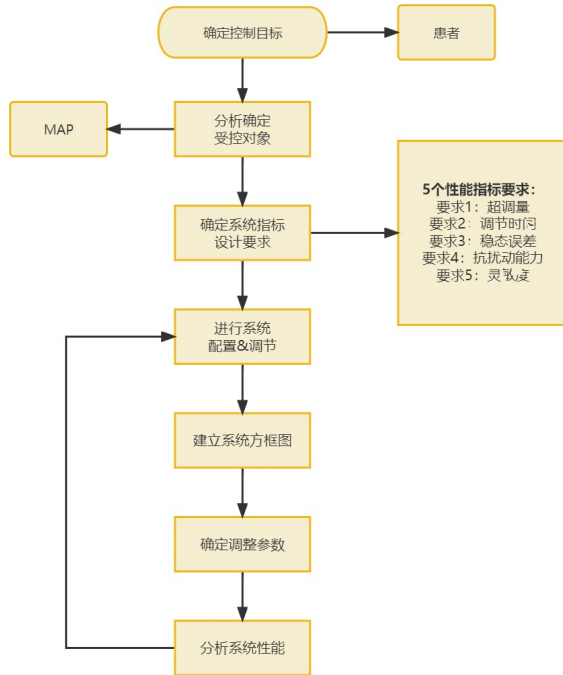 确定控制目标
患者
分析确定
受控对象
MAP
确定系统指标
设计要求
5个性能指标要求：
要求1：超调量
要求2：调节时间
要求3：稳态误差
要求4：抗扰动能力
要求5：灵敏度
进行系统
配置&调节
建立系统方框图
确定调整参数
分析系统性能